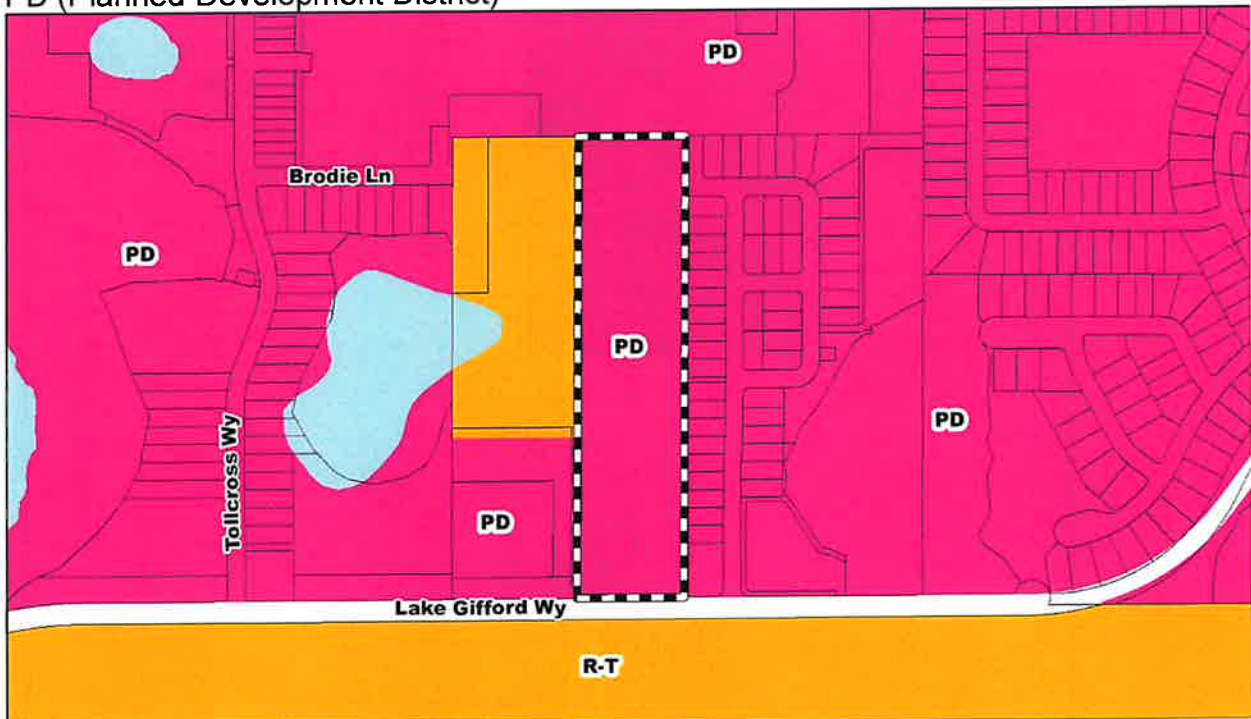 PD (Planned Development District)
PD
Brodie Ln
PD
PD
Tollcross Wy
PD
PD
Lake Gifford Wy
R-T